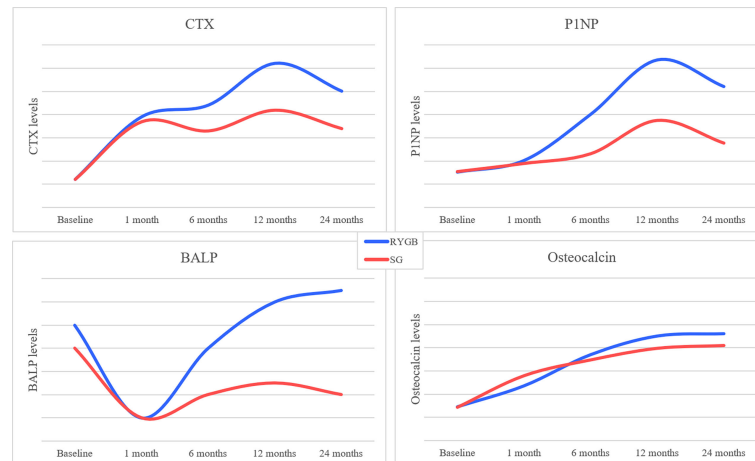 CTX
CTX levels
Baseline 1 month 6 months 12 months 24 months
P1NP
P1NP levels
Baseline 1 month 6 months 12 months 24 months
RYGB
SG
BALP
BALP levels
Baseline 1 month 6 months 12 months 24 months
Osteocalcin
Osteocalcin levels
Baseline 1 month 6 months 12 months 24 months